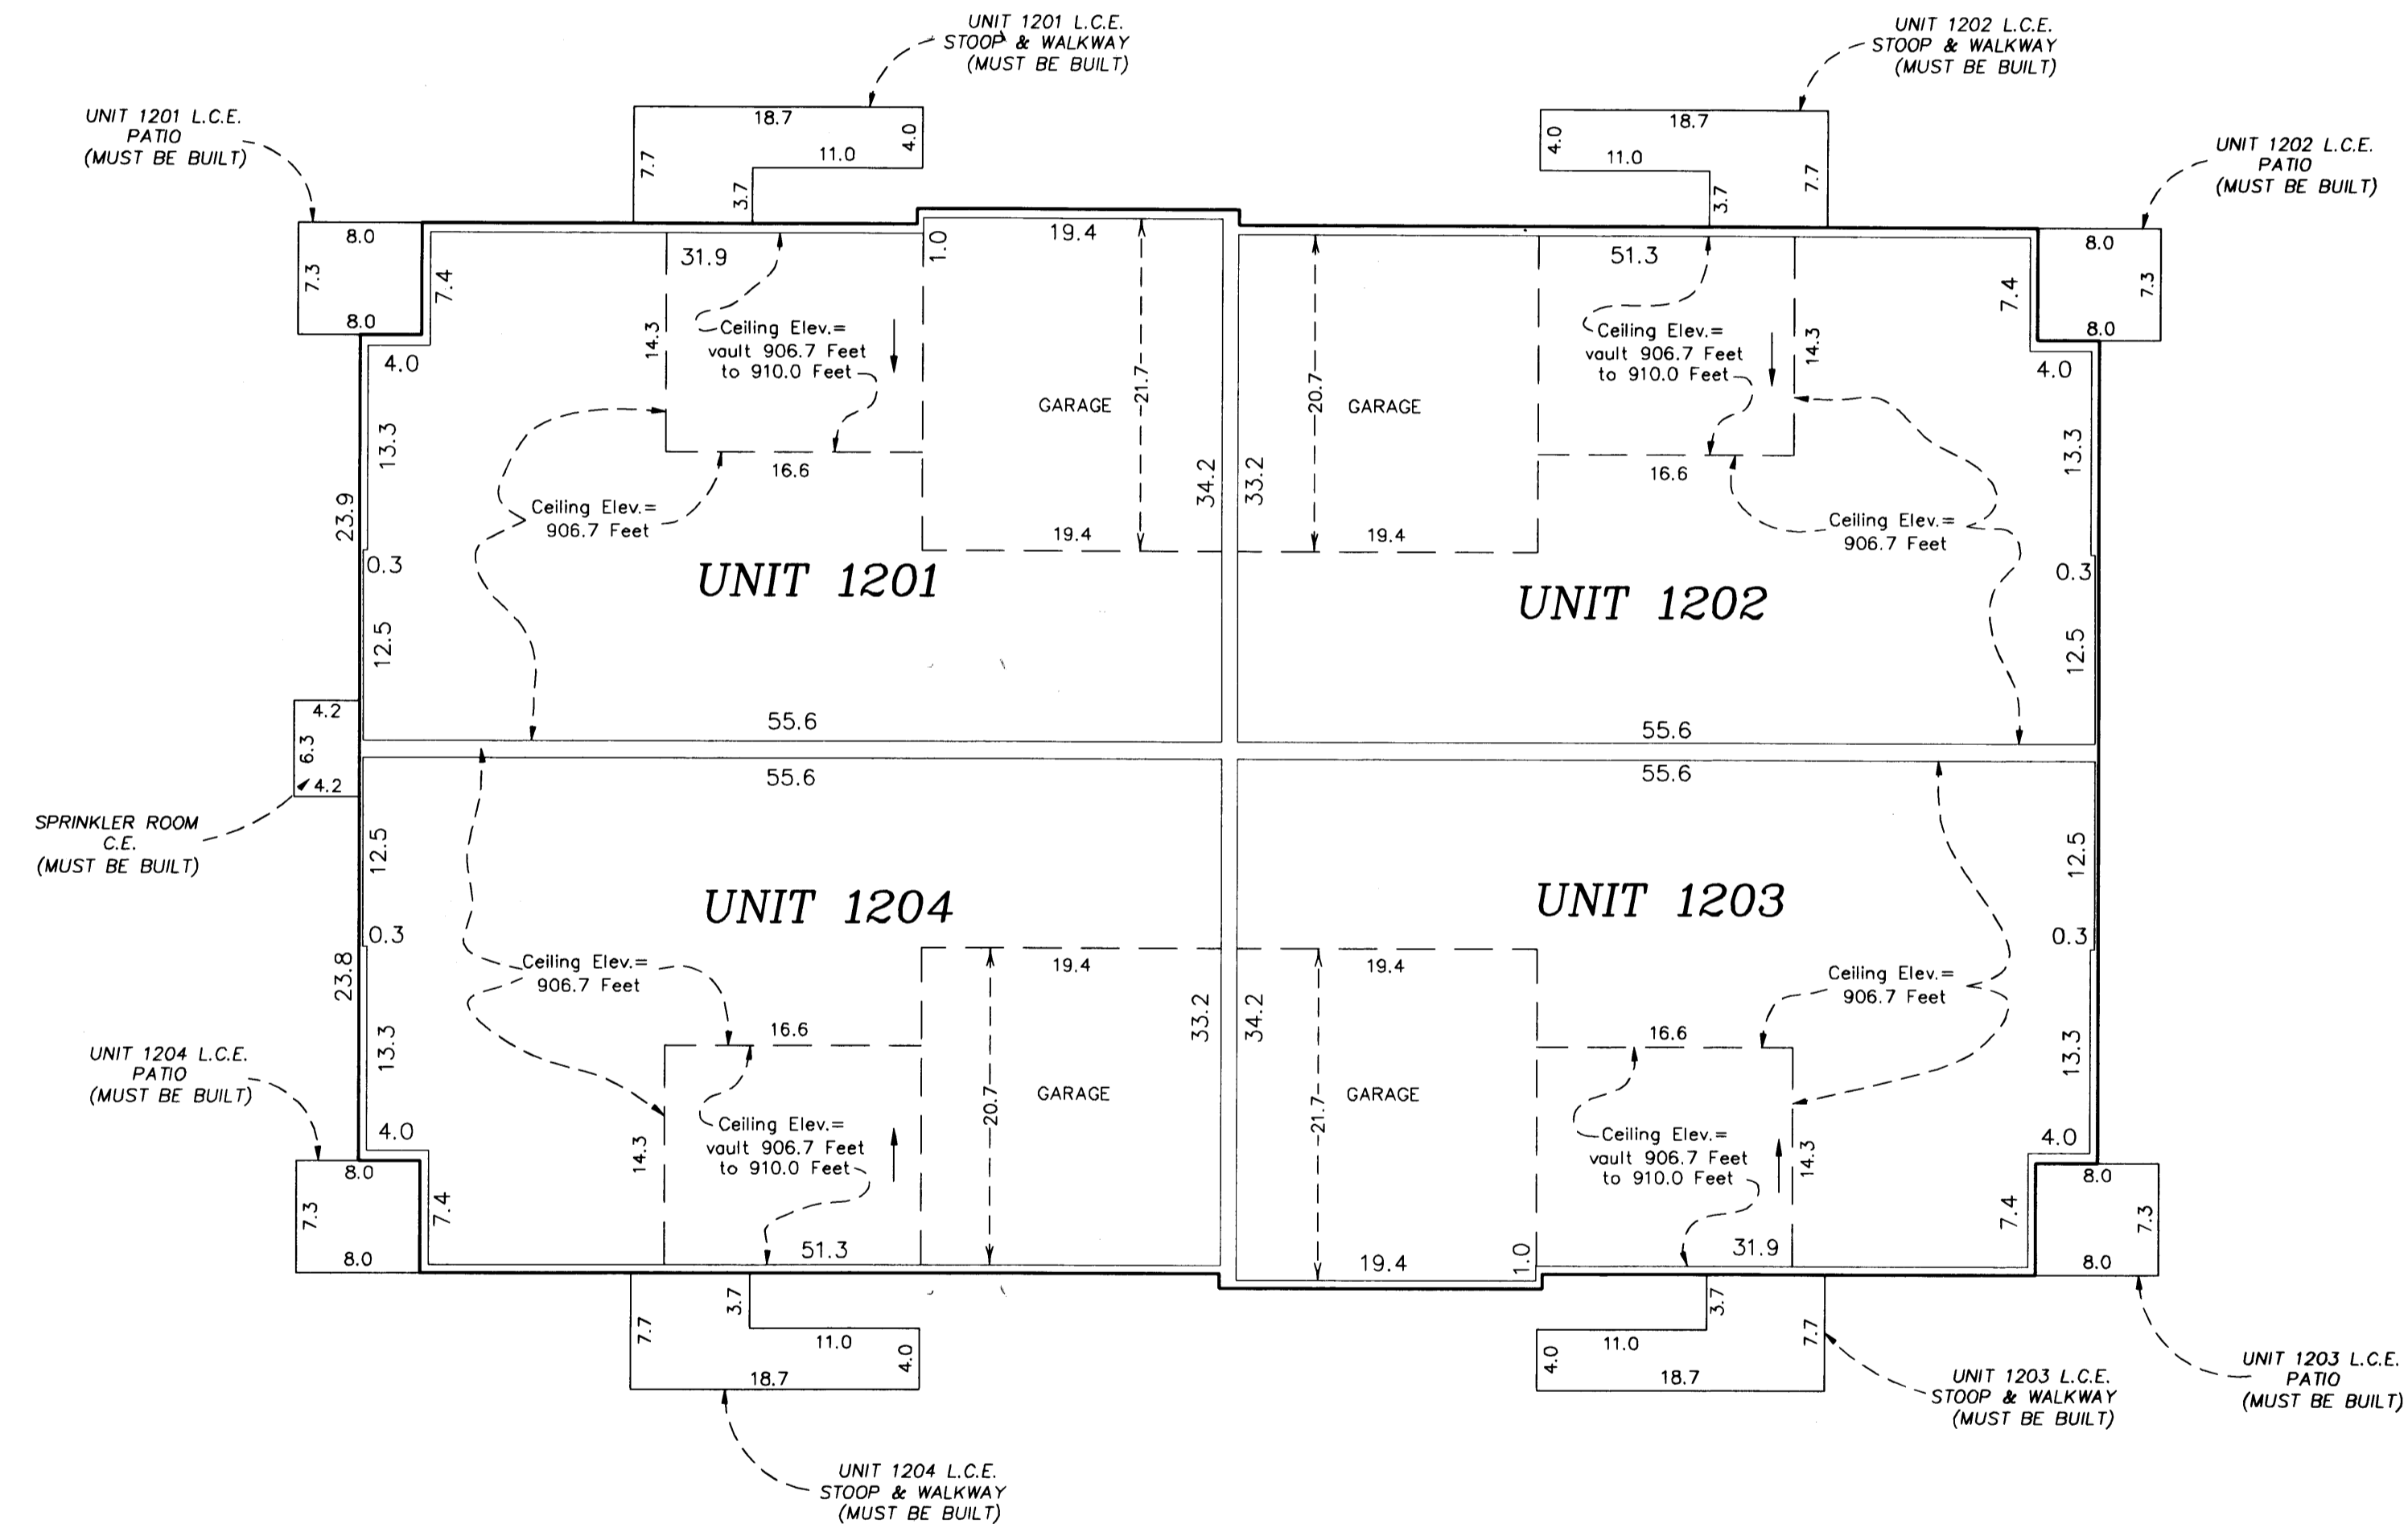 UNIT 1201 L.C.E.
STOOP & WALKWAY
(MUST BE BUILT)
UNIT 1202 L.C.E.
STOOP & WALKWAY
(MUST BE BUILT)
UNIT 1201 L.C.E.
PATIO
(MUST BE BUILT)
UNIT 1202 L.C.E.
PATIO
(MUST BE BUILT)
18.7
4.0
11.0
7.7
3.7
18.7
4.0
11.0
7.7
3.7
8.0
7.3
8.0
8.0
7.3
8.0
31.9
1.0
19.4
51.3
7.4
7.4
4.0
4.0
14.3
Ceiling Elev.=
vault 906.7 Feet
to 910.0 Feet
Ceiling Elev.=
vault 906.7 Feet
to 910.0 Feet
14.3
GARAGE
21.7
20.7
GARAGE
13.3
13.3
16.6
16.6
34.2
33.2
23.9
Ceiling Elev.=
906.7 Feet
Ceiling Elev.=
906.7 Feet
19.4
19.4
0.3
0.3
UNIT 1201
UNIT 1202
12.5
12.5
55.6
55.6
4.2
6.3
4.2
SPRINKLER ROOM
C.E.
(MUST BE BUILT)
55.6
55.6
12.5
12.5
UNIT 1204
UNIT 1203
0.3
0.3
23.8
Ceiling Elev.=
906.7 Feet
Ceiling Elev.=
906.7 Feet
19.4
19.4
33.2
34.2
16.6
16.6
13.3
13.3
GARAGE
20.7
21.7
GARAGE
UNIT 1204 L.C.E.
PATIO
(MUST BE BUILT)
4.0
4.0
14.3
Ceiling Elev.=
vault 906.7 Feet
to 910.0 Feet
Ceiling Elev.=
vault 906.7 Feet
to 910.0 Feet
14.3
8.0
7.3
8.0
8.0
7.3
8.0
7.4
7.4
51.3
19.4
1.0
31.9
3.7
7.7
11.0
4.0
18.7
3.7
7.7
11.0
4.0
18.7
UNIT 1203 L.C.E.
PATIO
(MUST BE BUILT)
UNIT 1203 L.C.E.
STOOP & WALKWAY
(MUST BE BUILT)
UNIT 1204 L.C.E.
STOOP & WALKWAY
(MUST BE BUILT)